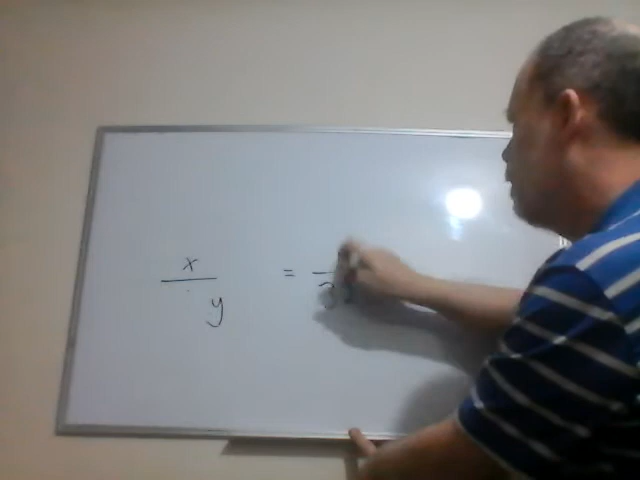 x
=
y